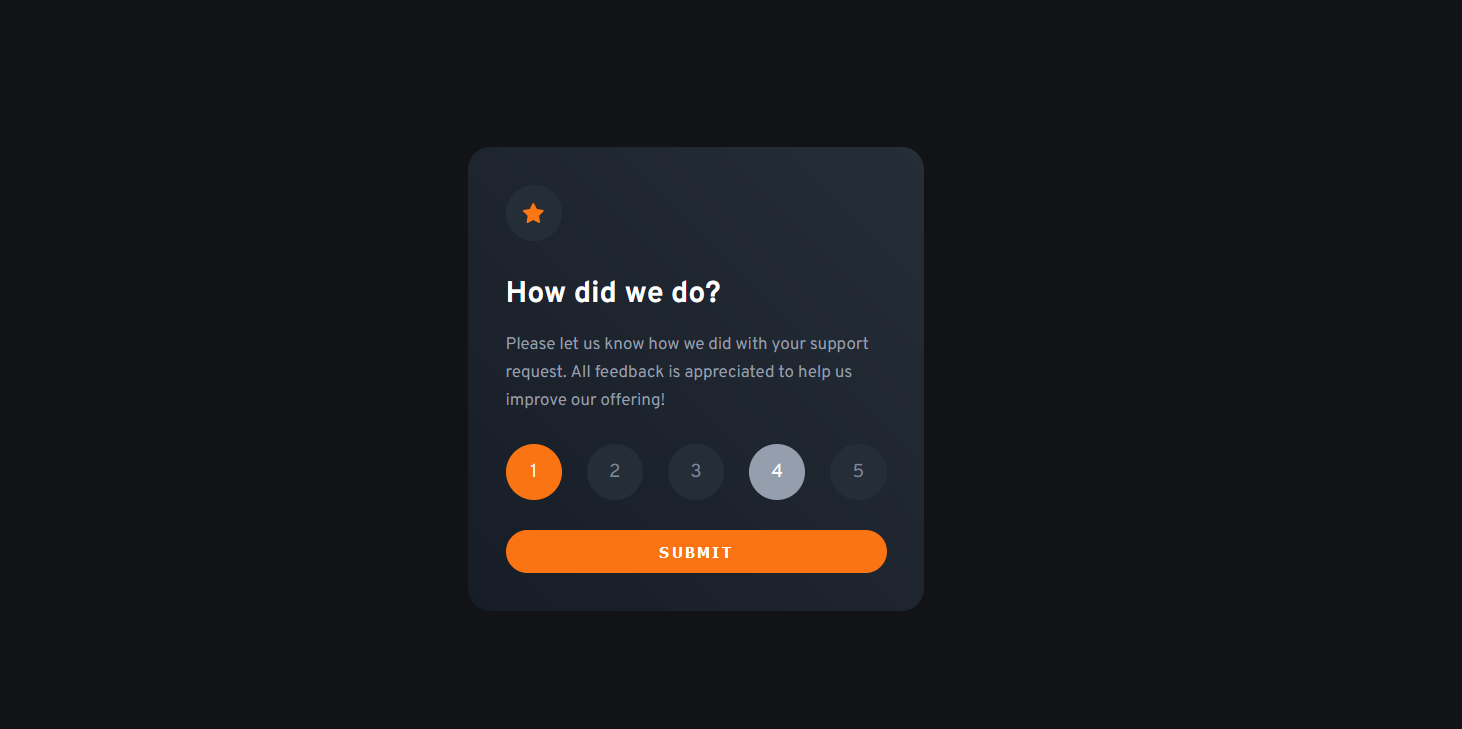 How did we do?
Please let us know how we did with your support
request. All feedback is appreciated to help us
improve our offering!
1 2 3 4 5
SUBMIT